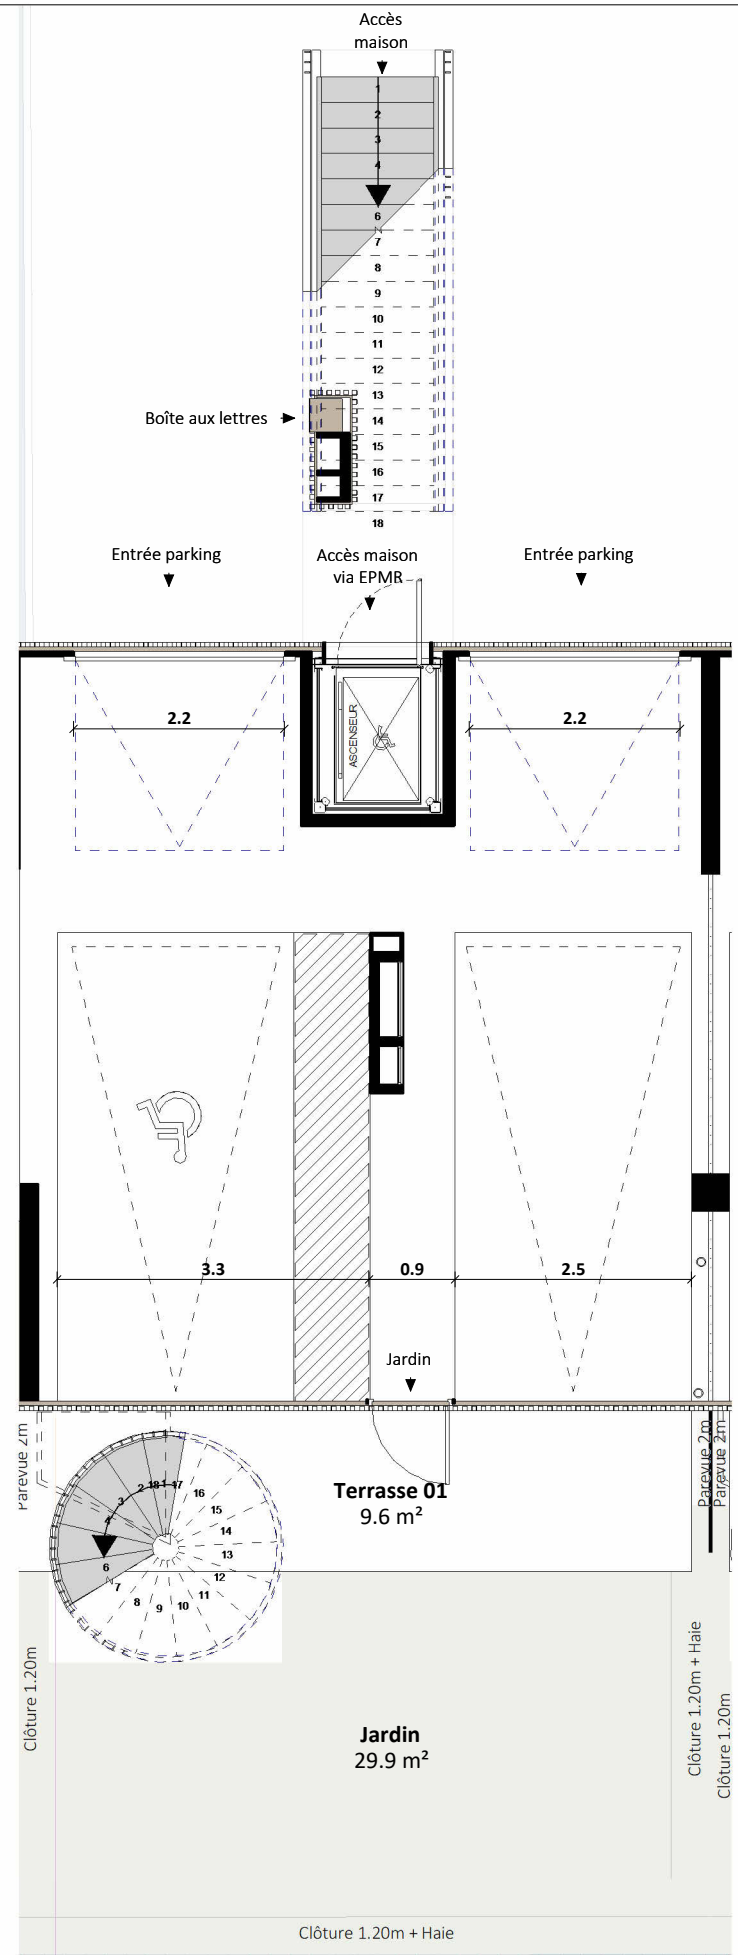 Accès
maison
1
2
3
4
6
7
8
9
10
11
12
13
Boîte aux lettres
14
15
16
17
18
Entrée parking
Accès maison
via EPMR
Entrée parking
2.2
ASCENSEUR
2.2
3.3
0.9
2.5
Jardin
Parevue 2m
Parevue 2m
Parevue 2m
Terrasse 01
9.6 m²
1
2
3
4
6
7
8
9
10
11
12
13
14
15
16
17
18
Clôture 1.20m
Clôture 1.20m + Haie
Clôture 1.20m
Jardin
29.9 m²
Clôture 1.20m + Haie